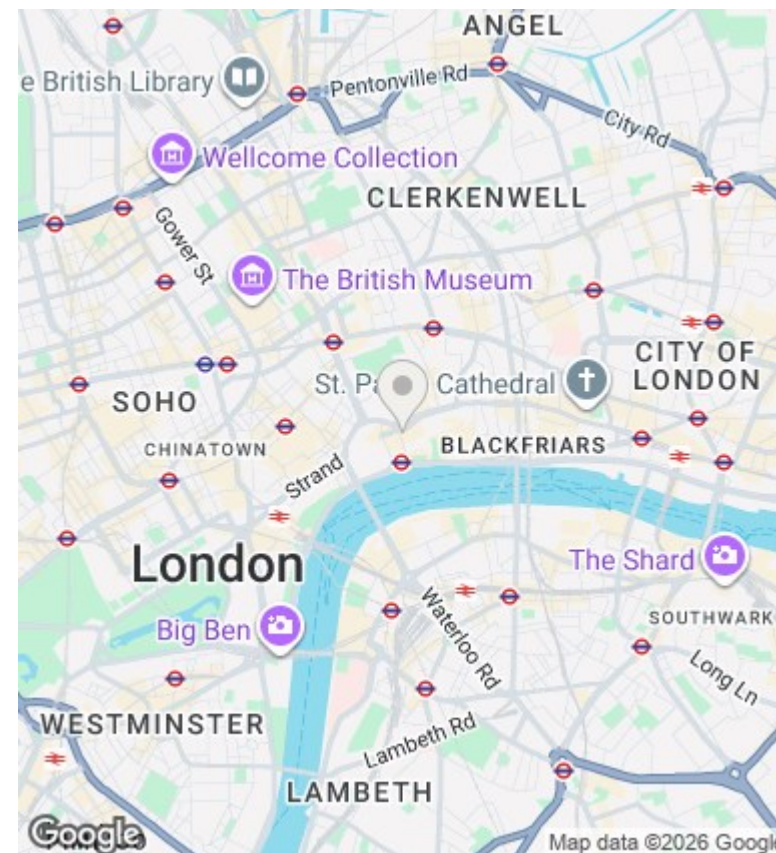 ANGEL
e British Library
Pentonville Rd
City Rd
Wellcome Collection
CLERKENWELL
Gower St
The British Museum
CITY OF
LONDON
St. Pa
Cathedral
SOHO
CHINATOWN
BLACKFRIARS
Strand
London
The Shard
Big Ben
Waterloo Rd
SOUTHWARK
Long Ln
WESTMINSTER
Lambeth Rd
LAMBETH
Google
Map data ©2026 Google